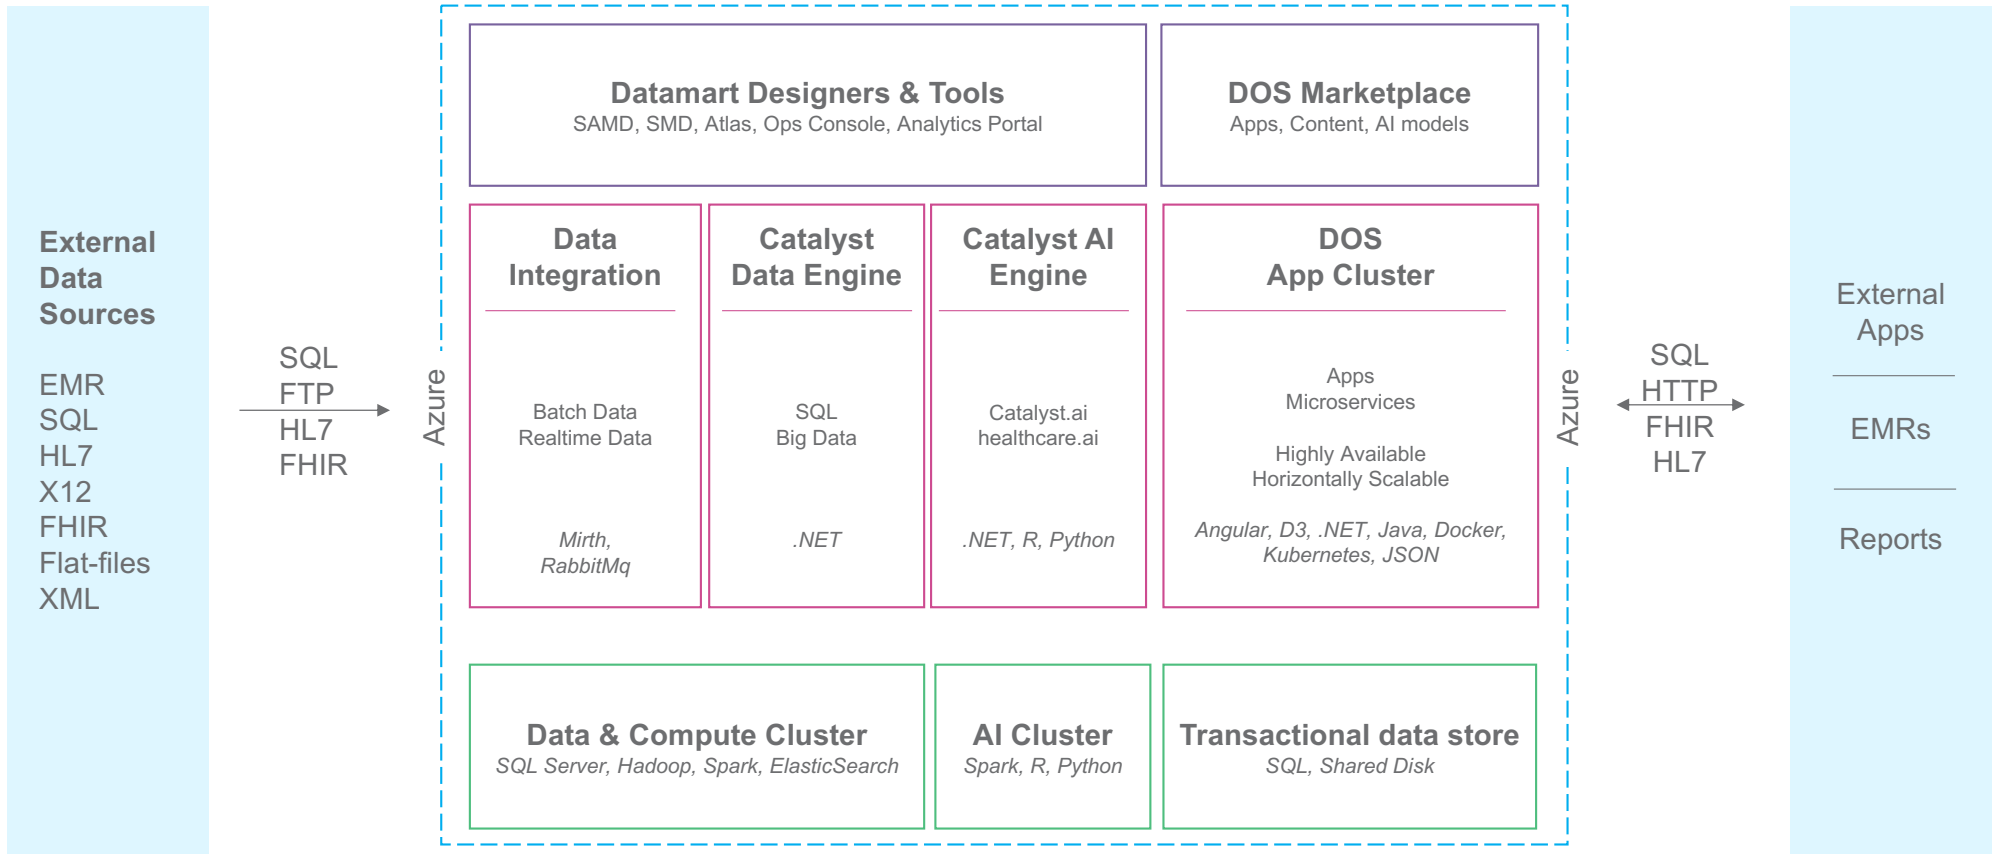 External
Data
Sources
EMR
SQL
HL7
X12
FHIR
Flat-files
XML
SQL
FTP
HL7
FHIR
Azure
Datamart Designers & Tools
SAMD, SMD, Atlas, Ops Console, Analytics Portal
DOS Marketplace
Apps, Content, AI models
Data
Integration
Batch Data
Realtime Data
Mirth,
RabbitMq
Catalyst
Data Engine
SQL
Big Data
.NET
Catalyst AI
Engine
Catalyst.ai
healthcare.ai
.NET, R, Python
DOS
App Cluster
Apps
Microservices
Highly Available
Horizontally Scalable
Angular, D3, .NET, Java, Docker,
Kubernetes, JSON
Data & Compute Cluster
SQL Server, Hadoop, Spark, ElasticSearch
AI Cluster
Spark, R, Python
Transactional data store
SQL, Shared Disk
Azure
SQL
HTTP
FHIR
HL7
External
Apps
EMRs
Reports